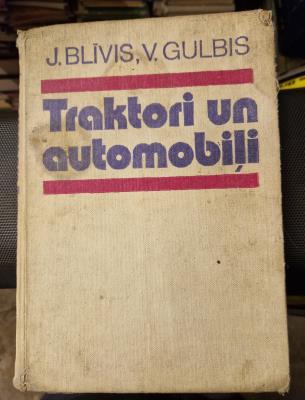 J. BLĪVIS, V. GULBIS
Traktori un
automobiļi